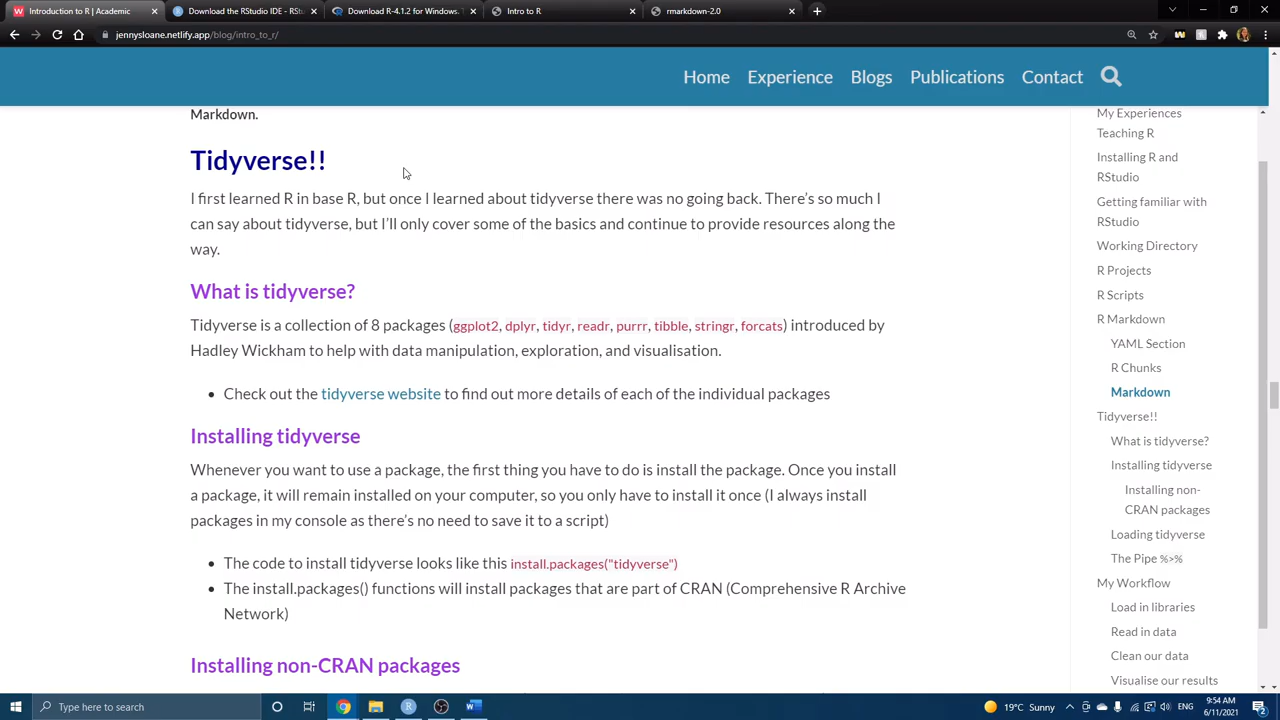 Introduction to R | Academic
Download the RStudio IDE - RStu
Download R-4.1.2 for Windows. T
Intro to R
rmarkdown-2.0
jennysloane.netlify.app/blog/intro_to_r/
Home Experience Blogs Publications Contact
Markdown.
Tidyverse!!
I first learned R in base R, but once I learned about tidyverse there was no going back. There's so much I
can say about tidyverse, but I'll only cover some of the basics and continue to provide resources along the
way.
What is tidyverse?
Tidyverse is a collection of 8 packages (ggplot2, dplyr, tidyr, readr, purrr, tibble, stringr, forcats) introduced by
Hadley Wickham to help with data manipulation, exploration, and visualisation.
• Check out the tidyverse website to find out more details of each of the individual packages
Installing tidyverse
Whenever you want to use a package, the first thing you have to do is install the package. Once you install
a package, it will remain installed on your computer, so you only have to install it once (I always install
packages in my console as there's no need to save it to a script)
• The code to install tidyverse looks like this install.packages("tidyverse")
• The install.packages() functions will install packages that are part of CRAN (Comprehensive R Archive
Network)
Installing non-CRAN packages
My Experiences
Teaching R
Installing R and
RStudio
Getting familiar with
RStudio
Working Directory
R Projects
R Scripts
R Markdown
YAML Section
R Chunks
Markdown
Tidyverse!!
What is tidyverse?
Installing tidyverse
Installing non-
CRAN packages
Loading tidyverse
The Pipe %>%
My Workflow
Load in libraries
Read in data
Clean our data
Visualise our results
Type here to search
19°C Sunny
9:54 AM
6/11/2021